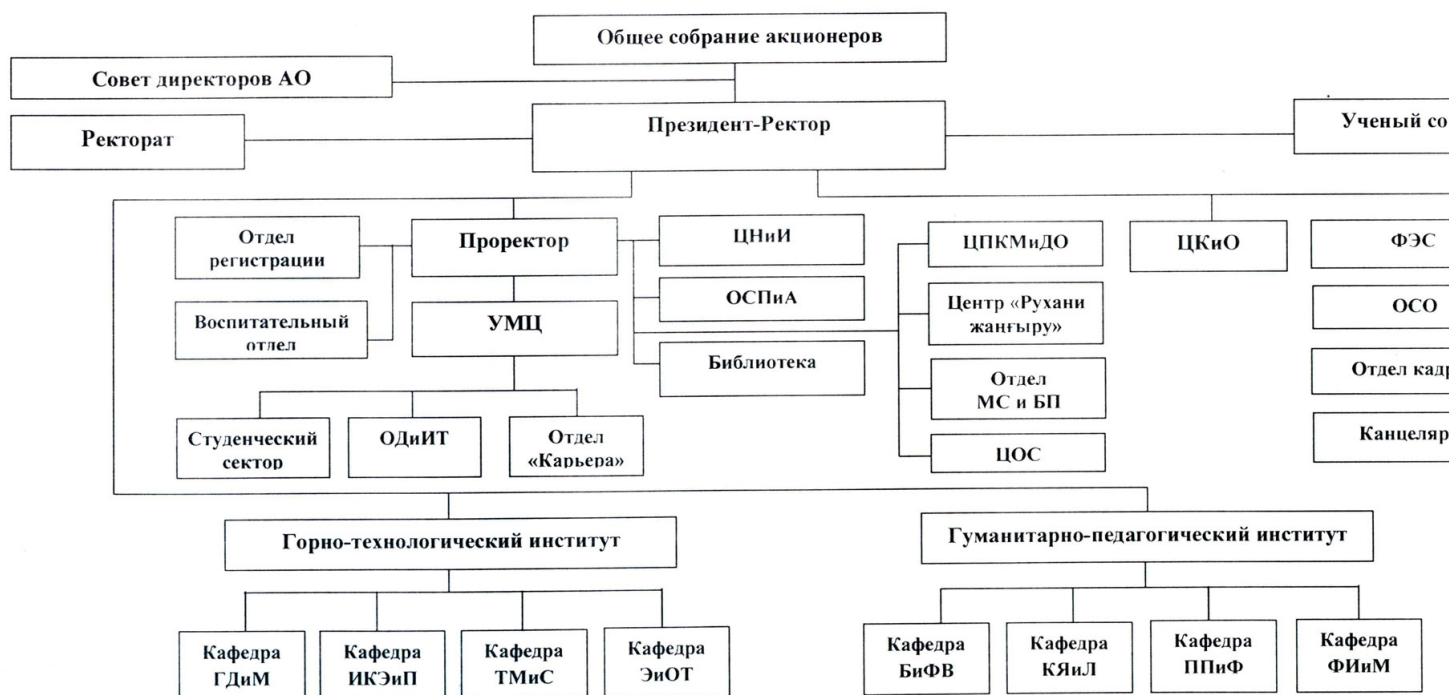 Общее собрание акционеров
Совет директоров АО
Президент-Ректор
Ректорат
Ученый со
Отдел
регистрации
Проректор
ЦНиИ
ЦПКМиДО
ЦКиО
ФЭС
Воспитательный
отдел
УМЦ
ОСПиА
Центр «Рухани
жаңғыру»
ОСО
Библиотека
Отдел
МС и БП
Отдел кадр
Студенческий
сектор
ОДиИТ
Отдел
«Карьера»
ЦОС
Канцеляр
Горно-технологический институт
Гуманитарно-педагогический институт
Кафедра
ГДиМ
Кафедра
ИКЭиП
Кафедра
ТМиС
Кафедра
ЭиОТ
Кафедра
БиФВ
Кафедра
КЯиЛ
Кафедра
ППиФ
Кафедра
ФИиМ